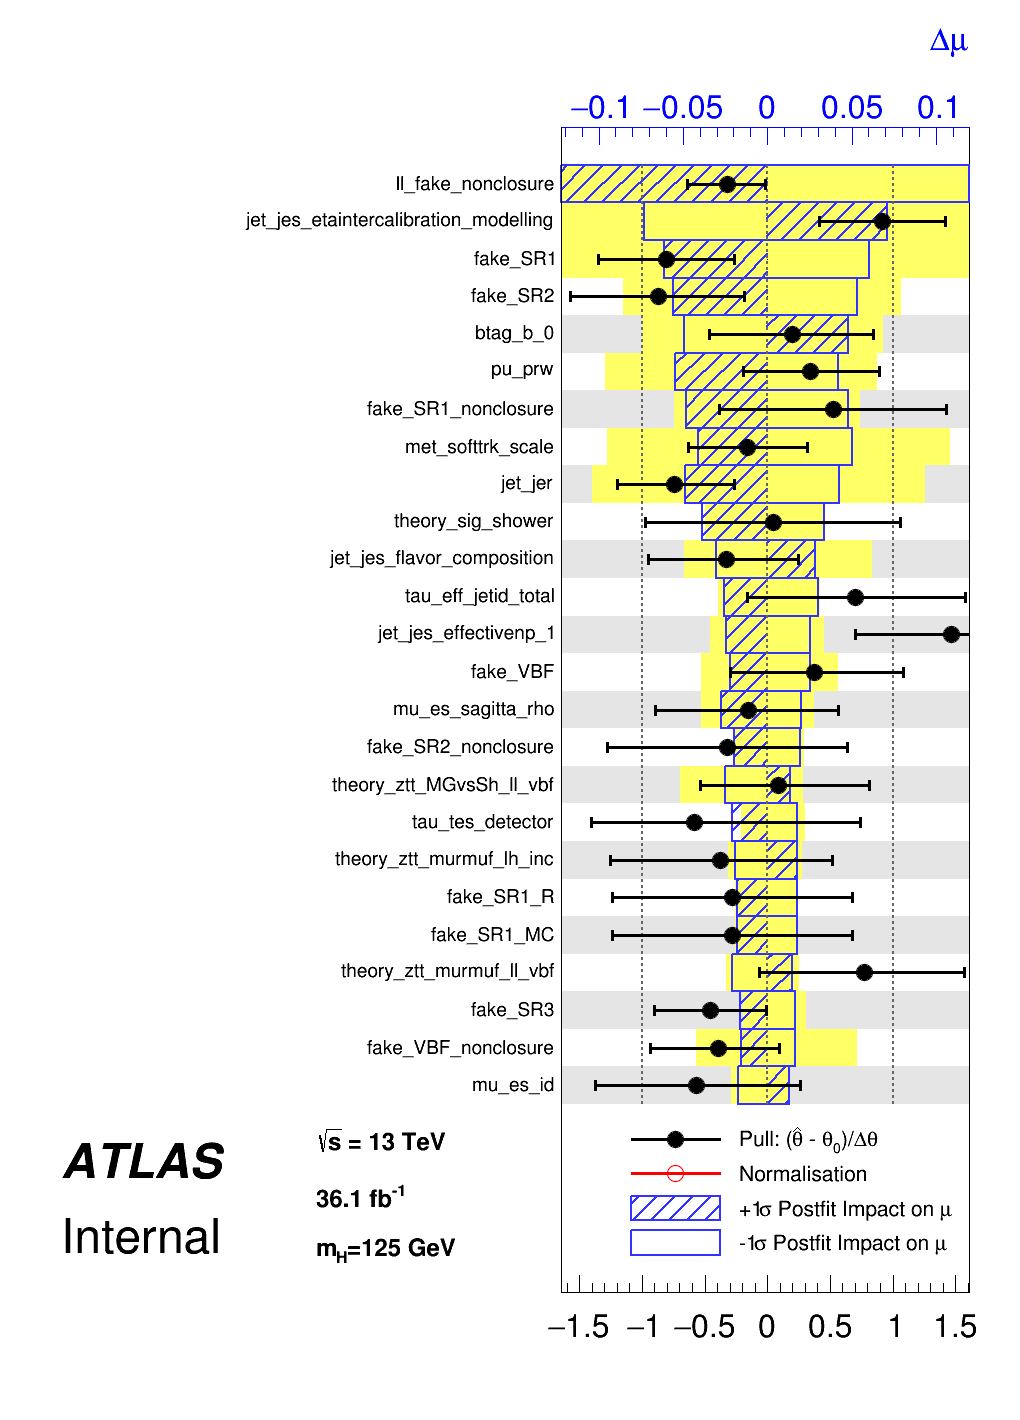 Δμ
−0.1 −0.05 0 0.05 0.1
ll_fake_nonclosure
jet_jes_etaintercalibration_modelling
fake_SR1
fake_SR2
btag_b_0
pu_prw
fake_SR1_nonclosure
met_softtrk_scale
jet_jer
theory_sig_shower
jet_jes_flavor_composition
tau_eff_jetid_total
jet_jes_effectivenp_1
fake_VBF
mu_es_sagitta_rho
fake_SR2_nonclosure
theory_ztt_MGvsSh_ll_vbf
tau_tes_detector
theory_ztt_murmuf_lh_inc
fake_SR1_R
fake_SR1_MC
theory_ztt_murmuf_ll_vbf
fake_SR3
fake_VBF_nonclosure
mu_es_id
ATLAS
Internal
√s = 13 TeV
36.1 fb⁻¹
m_H=125 GeV
Pull: (θ̂ - θ₀)/Δθ
Normalisation
+1σ Postfit Impact on μ
-1σ Postfit Impact on μ
−1.5 −1 −0.5 0 0.5 1 1.5